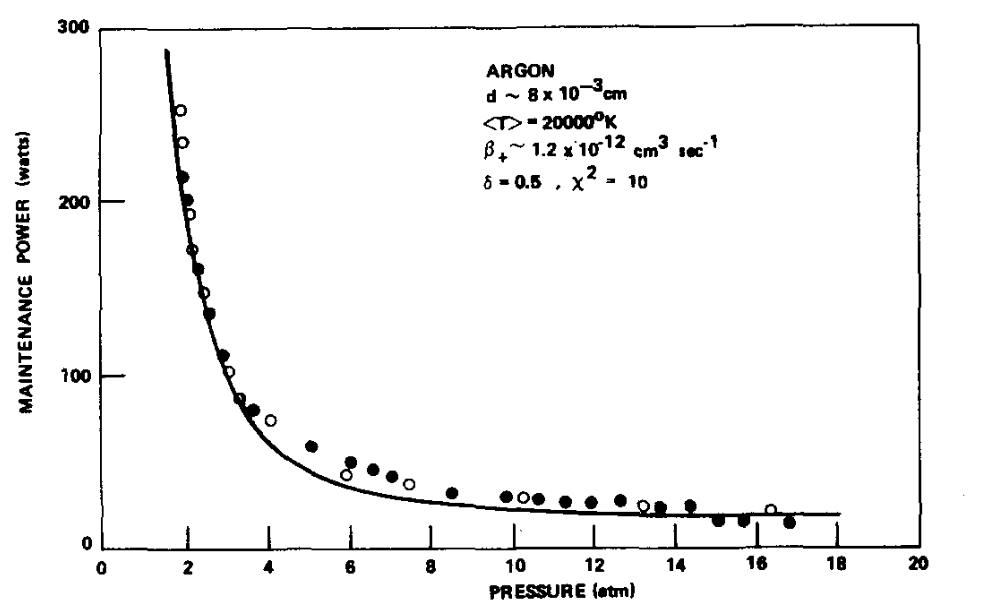 300
200
100
0
MAINTENANCE POWER (watts)
ARGON
d ~ 8 x 10⁻³cm
<T> = 20000⁰K
β₊ ~ 1.2 x 10⁻¹² cm³ sec⁻¹
δ = 0.5 , χ² = 10
0 2 4 6 8 10 12 14 16 18 20
PRESSURE (atm)